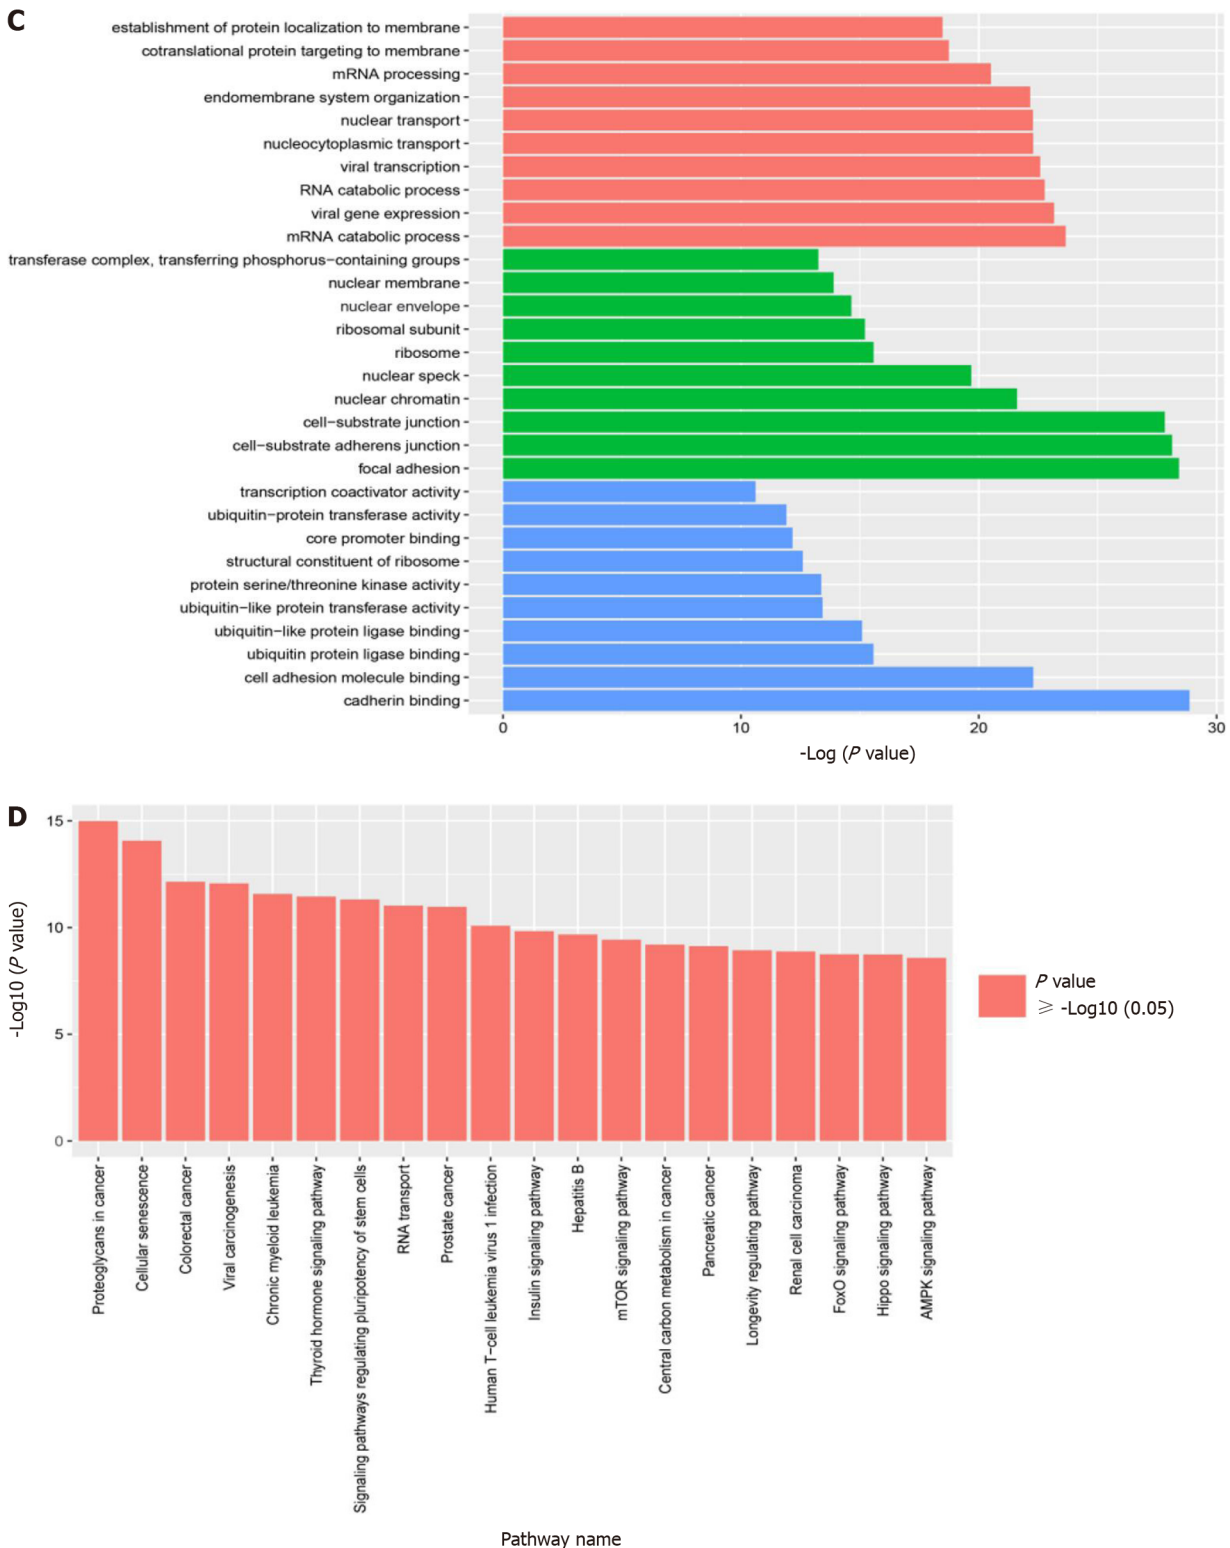 C
establishment of protein localization to membrane
cotranslational protein targeting to membrane
mRNA processing
endomembrane system organization
nuclear transport
nucleocytoplasmic transport
viral transcription
RNA catabolic process
viral gene expression
mRNA catabolic process
transferase complex, transferring phosphorus−containing groups
nuclear membrane
nuclear envelope
ribosomal subunit
ribosome
nuclear speck
nuclear chromatin
cell−substrate junction
cell−substrate adherens junction
focal adhesion
transcription coactivator activity
ubiquitin−protein transferase activity
core promoter binding
structural constituent of ribosome
protein serine/threonine kinase activity
ubiquitin−like protein transferase activity
ubiquitin−like protein ligase binding
ubiquitin protein ligase binding
cell adhesion molecule binding
cadherin binding
0 10 20 30
-Log (P value)
D
15
10
5
0
-Log10 (P value)
P value
⩾ -Log10 (0.05)
Proteoglycans in cancer
Cellular senescence
Colorectal cancer
Viral carcinogenesis
Chronic myeloid leukemia
Thyroid hormone signaling pathway
Signaling pathways regulating pluripotency of stem cells
RNA transport
Prostate cancer
Human T−cell leukemia virus 1 infection
Insulin signaling pathway
Hepatitis B
mTOR signaling pathway
Central carbon metabolism in cancer
Pancreatic cancer
Longevity regulating pathway
Renal cell carcinoma
FoxO signaling pathway
Hippo signaling pathway
AMPK signaling pathway
Pathway name